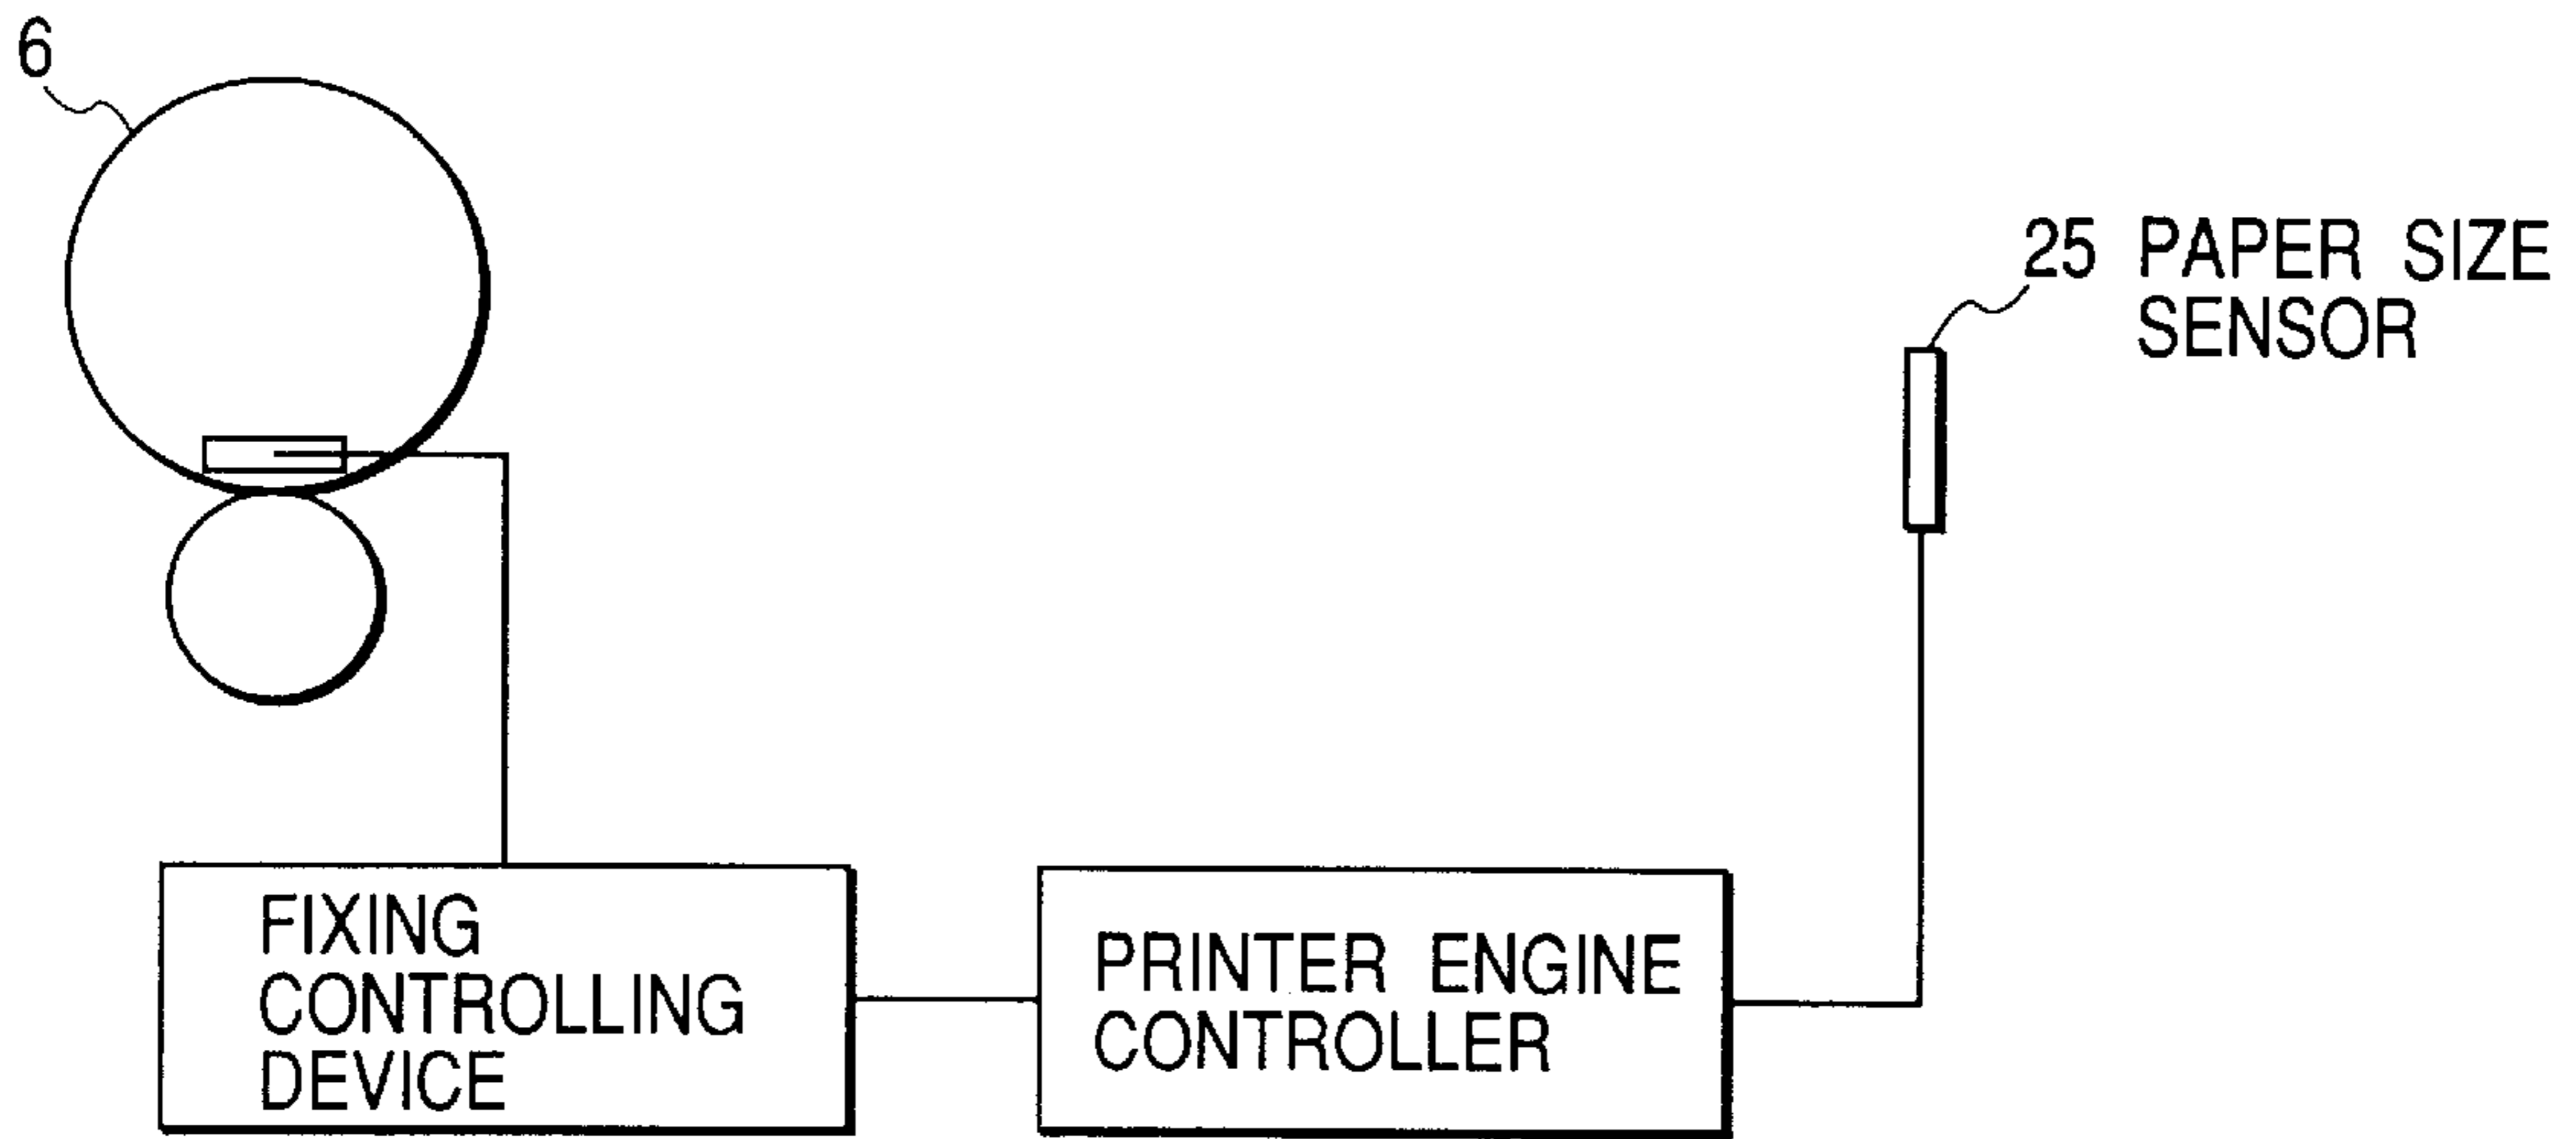 6
25 PAPER SIZE
SENSOR
FIXING
CONTROLLING
DEVICE
PRINTER ENGINE
CONTROLLER